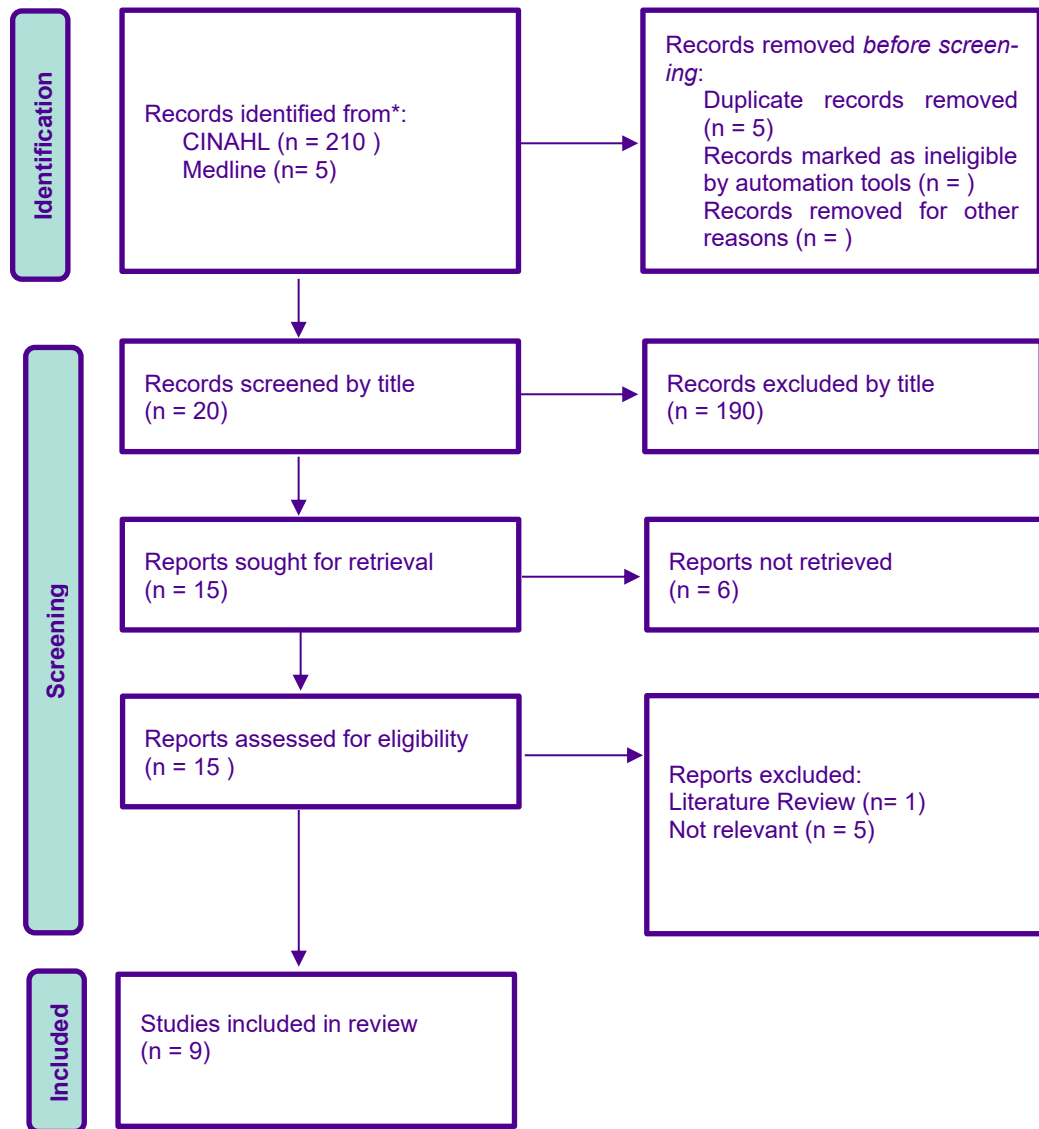 Identification
Records identified from*:
CINAHL (n = 210 )
Medline (n= 5)
Records removed before screen-
ing:
Duplicate records removed
(n = 5)
Records marked as ineligible
by automation tools (n = )
Records removed for other
reasons (n = )
Screening
Records screened by title
(n = 20)
Records excluded by title
(n = 190)
Reports sought for retrieval
(n = 15)
Reports not retrieved
(n = 6)
Reports assessed for eligibility
(n = 15 )
Reports excluded:
Literature Review (n= 1)
Not relevant (n = 5)
Included
Studies included in review
(n = 9)